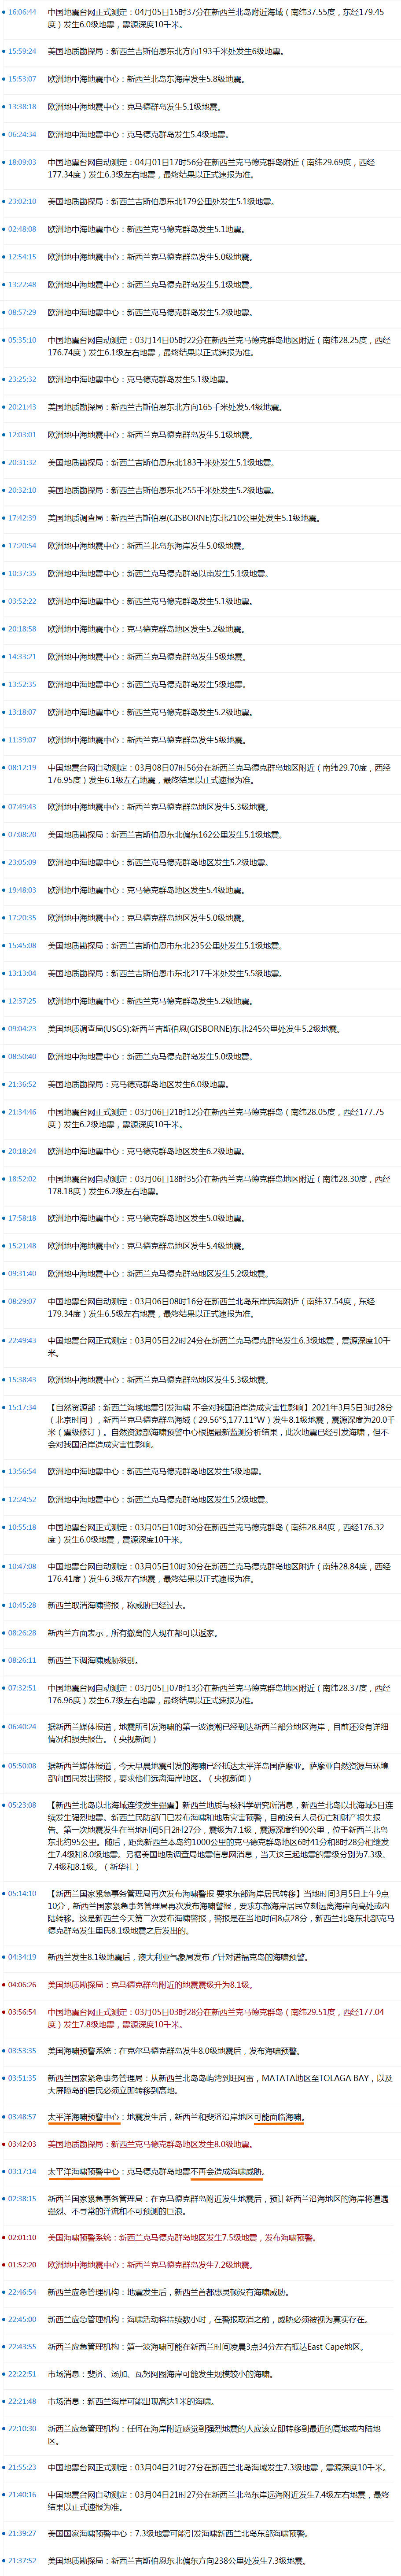 16:06:44 中国地震台网正式测定：04月05日15时37分在新西兰北岛附近海域（南纬37.55度，东经179.45
度）发生6.0级地震，震源深度10千米。
15:59:24 美国地质勘探局：新西兰吉斯伯恩东北方向193千米处发生6级地震。
15:53:07 欧洲地中海地震中心：新西兰北岛东海岸发生5.8级地震。
13:38:18 欧洲地中海地震中心：克马德群岛发生5.1级地震。
06:24:34 欧洲地中海地震中心：克马德克群岛发生5.4级地震。
18:09:03 中国地震台网自动测定：04月01日17时56分在新西兰克马德克群岛附近（南纬29.69度，西经
177.34度）发生6.3级左右地震，最终结果以正式速报为准。
23:02:10 美国地质勘探局：新西兰吉斯伯恩东北179公里处发生5.1级地震。
02:48:08 欧洲地中海地震中心：新西兰克马德克群岛发生5.1地震。
12:54:15 欧洲地中海地震中心：新西兰克马德克群岛发生5.0级地震。
13:22:48 欧洲地中海地震中心：新西兰克马德克群岛发生5.1级地震。
08:57:29 欧洲地中海地震中心：新西兰克马德克群岛发生5.2级地震。
05:35:10 中国地震台网自动测定：03月14日05时22分在新西兰克马德克群岛地区附近（南纬28.25度，西经
176.74度）发生6.1级左右地震，最终结果以正式速报为准。
23:25:32 欧洲地中海地震中心：克马德克群岛发生5.1级地震。
20:21:43 美国地质勘探局：新西兰吉斯伯恩东北方向165千米处发5.4级地震。
12:03:01 欧洲地中海地震中心：新西兰克马德克群岛发生5.1级地震。
20:31:32 美国地质勘探局：新西兰吉斯伯恩东北183千米处发生5.1级地震。
20:32:10 美国地质勘探局：新西兰吉斯伯恩东北255千米处发生5.2级地震。
17:42:39 美国地质调查局：新西兰吉斯伯恩(GISBORNE)东北210公里处发生5.1级地震。
17:20:54 欧洲地中海地震中心：新西兰北岛东海岸发生5.0级地震。
10:37:35 欧洲地中海地震中心：新西兰克马德克群岛以南发生5.1级地震。
03:52:22 欧洲地中海地震中心：新西兰克马德克群岛发生5.1级地震。
20:18:58 欧洲地中海地震中心：克马德克群岛地区发生5.2级地震。
14:33:21 欧洲地中海地震中心：新西兰克马德克群岛发生5级地震。
13:52:35 欧洲地中海地震中心：新西兰克马德克群岛发生5级地震。
13:18:07 欧洲地中海地震中心：新西兰克马德克群岛发生5.2级地震。
11:39:07 欧洲地中海地震中心：新西兰克马德克群岛发生5级地震。
08:12:19 中国地震台网自动测定：03月08日07时56分在新西兰克马德克群岛地区附近（南纬29.70度，西经
176.95度）发生6.1级左右地震，最终结果以正式速报为准。
07:49:43 欧洲地中海地震中心：新西兰克马德克群岛地区发生5.3级地震。
07:08:20 美国地质勘探局：新西兰吉斯伯恩东北偏东162公里发生5.1级地震。
23:05:09 欧洲地中海地震中心：新西兰克马德克群岛地区发生5.2级地震。
19:48:03 欧洲地中海地震中心：克马德克群岛地区发生5.4级地震。
17:20:35 欧洲地中海地震中心：克马德克群岛地区发生5.0级地震。
15:45:08 美国地质勘探局：新西兰吉斯伯恩市东北235公里处发生5.1级地震。
13:13:04 美国地质勘探局：新西兰吉斯伯恩市东北217千米处发生5.5级地震。
12:37:25 欧洲地中海地震中心：新西兰克马德克群岛发生5.2级地震。
09:04:23 美国地质调查局(USGS):新西兰吉斯伯恩(GISBORNE)东北245公里处发生5.2级地震。
08:50:40 欧洲地中海地震中心：新西兰克马德克群岛发生5.0级地震。
21:36:52 美国地质勘探局：克马德克群岛地区发生6.0级地震。
21:34:46 中国地震台网正式测定：03月06日21时12分在新西兰克马德克群岛（南纬28.05度，西经177.75
度）发生6.2级地震，震源深度10千米。
20:18:24 欧洲地中海地震中心：克马德克群岛地区发生6.2级地震。
18:52:02 中国地震台网自动测定：03月06日18时35分在新西兰克马德克群岛地区附近（南纬28.30度，西经
178.18度）发生6.2级左右地震。
17:58:18 欧洲地中海地震中心：克马德克群岛地区发生5.0级地震。
15:21:48 欧洲地中海地震中心：克马德克群岛地区发生5.4级地震。
09:31:40 欧洲地中海地震中心：新西兰克马德克群岛地区发生5.2级地震。
08:29:07 中国地震台网自动测定：03月06日08时16分在新西兰北岛东岸远海附近（南纬37.54度，东经
179.34度）发生6.5级左右地震，最终结果以正式速报为准。
22:49:43 中国地震台网正式测定：03月05日22时24分在新西兰克马德克群岛发生6.3级地震，震源深度10千
米。
15:38:43 欧洲地中海地震中心：新西兰克马德克群岛地区发生5.3级地震。
15:17:34 【自然资源部：新西兰海域地震引发海啸 不会对我国沿岸造成灾害性影响】2021年3月5日3时28分
（北京时间），新西兰克马德克群岛海域（29.56°S,177.11°W）发生8.1级地震，震源深度为20.0千
米（震级修订）。自然资源部海啸预警中心根据最新监测分析结果，此次地震已经引发海啸，但不
会对我国沿岸造成灾害性影响。
13:56:54 欧洲地中海地震中心：新西兰克马德克群岛地区发生5级地震。
12:24:52 欧洲地中海地震中心：新西兰克马德克群岛地区发生5.2级地震。
10:55:18 中国地震台网正式测定：03月05日10时30分在新西兰克马德克群岛（南纬28.84度，西经176.32
度）发生6.0级地震，震源深度10千米。
10:47:08 中国地震台网自动测定：03月05日10时30分在新西兰克马德克群岛地区附近（南纬28.84度，西经
176.41度）发生6.3级左右地震，最终结果以正式速报为准。
10:45:28 新西兰取消海啸警报，称威胁已经过去。
08:26:28 新西兰方面表示，所有撤离的人现在都可以返家。
08:26:11 新西兰下调海啸威胁级别。
07:32:51 中国地震台网自动测定：03月05日07时13分在新西兰克马德克群岛地区附近（南纬28.37度，西经
176.96度）发生6.7级左右地震，最终结果以正式速报为准。
06:40:24 据新西兰媒体报道，地震所引发海啸的第一波浪潮已经到达新西兰部分地区海岸，目前还没有详细
情况和损失报告。（央视新闻）
05:50:08 据新西兰媒体报道，今天早晨地震引发的海啸已经抵达太平洋岛国萨摩亚。萨摩亚自然资源与环境
部向国民发出警报，要求他们远离海岸地区。（央视新闻）
05:23:08 【新西兰北岛以北海域连续发生强震】新西兰地质与核科学研究所消息，新西兰北岛以北海域5日连
续发生强烈地震。新西兰民防部门已发布海啸和地质灾害预警，目前没有人员伤亡和财产损失报
告。第一次地震发生在当地时间5日2时27分，震级为7.1级，震源深度约90公里，位于新西兰北岛
东北约95公里。随后，距离新西兰本岛约1000公里的克马德克群岛地区6时41分和8时28分相继发
生7.4级和8.0级地震。另据美国地质调查局地震信息网消息，当天这三起地震的震级分别为7.3级、
7.4级和8.1级。（新华社）
05:14:10 【新西兰国家紧急事务管理局再次发布海啸警报 要求东部海岸居民转移】当地时间3月5日上午9点
10分，新西兰国家紧急事务管理局再次发布海啸警报，要求东部海岸居民立刻远离海岸向高处或内
陆转移。这是新西兰今天第二次发布海啸警报，警报是在当地时间8点28分，新西兰北岛东北部克马
德克群岛发生里氏8.1级地震之后发出的。
04:34:19 新西兰发生8.1级地震后，澳大利亚气象局发布了针对诺福克岛的海啸预警。
04:06:26 美国地质勘探局：克马德克群岛附近的地震震级升为8.1级。
03:56:54 中国地震台网正式测定：03月05日03时28分在新西兰克马德克群岛（南纬29.51度，西经177.04
度）发生7.8级地震，震源深度10千米。
03:53:35 美国海啸预警系统：在克尔马德克群岛发生8.0级地震后，发布海啸预警。
03:51:35 新西兰国家紧急事务管理局：从新西兰北岛岛屿湾到旺阿雷，MATATA地区至TOLAGA BAY，以及
大屏障岛的居民必须立即转移到高地。
03:48:57 太平洋海啸预警中心：地震发生后，新西兰和斐济沿岸地区可能面临海啸。
03:42:03 美国地质勘探局：新西兰克马德克群岛地区发生8.0级地震。
03:17:14 太平洋海啸预警中心：克马德克群岛地震不再会造成海啸威胁。
02:38:15 新西兰国家紧急事务管理局：在克马德克群岛附近发生地震后，预计新西兰沿海地区的海岸将遭遇
强烈、不寻常的洋流和不可预测的巨浪。
02:01:10 美国海啸预警系统：新西兰克马德克群岛地区发生7.5级地震，发布海啸预警。
01:52:20 欧洲地中海地震中心：新西兰克马德克群岛发生7.2级地震。
22:46:54 新西兰应急管理机构：地震发生后，新西兰首都惠灵顿没有海啸威胁。
22:45:00 新西兰应急管理机构：海啸活动将持续数小时，在警报取消之前，威胁必须被视为真实存在。
22:43:55 新西兰应急管理机构：第一波海啸可能在新西兰时间凌晨3点34分左右抵达East Cape地区。
22:22:51 市场消息：斐济、汤加、瓦努阿图海岸可能发生规模较小的海啸。
22:21:48 市场消息：新西兰海岸可能出现高达1米的海啸。
22:10:30 新西兰应急管理机构：任何在海岸附近感觉到强烈地震的人应该立即转移到最近的高地或内陆地
区。
21:55:23 中国地震台网正式测定：03月04日21时27分在新西兰北岛海域发生7.3级地震，震源深度10千米。
21:40:16 中国地震台网自动测定：03月04日21时27分在新西兰北岛东岸远海附近发生7.4级左右地震，最终
结果以正式速报为准。
21:39:27 美国国家海啸预警中心：7.3级地震可能引发海啸新西兰北岛东部海啸预警。
21:37:52 美国地质勘探局：新西兰吉斯伯恩东北偏东方向238公里处发生7.3级地震。